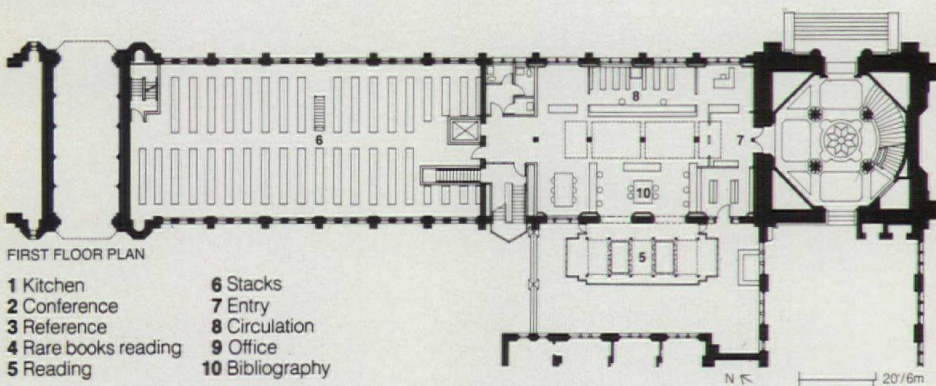 8
7
6
10
5
FIRST FLOOR PLAN
1 Kitchen
2 Conference
3 Reference
4 Rare books reading
5 Reading
6 Stacks
7 Entry
8 Circulation
9 Office
10 Bibliography
N
20'/6m